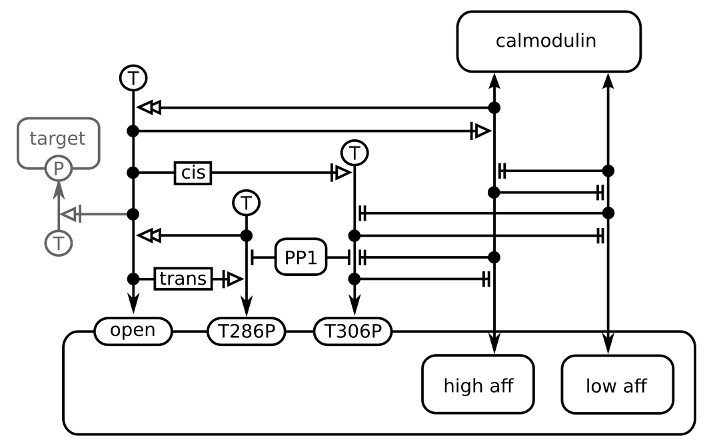 calmodulin
T
target
P
T
cis
T
T
PP1
trans
open
T286P
T306P
high aff
low aff